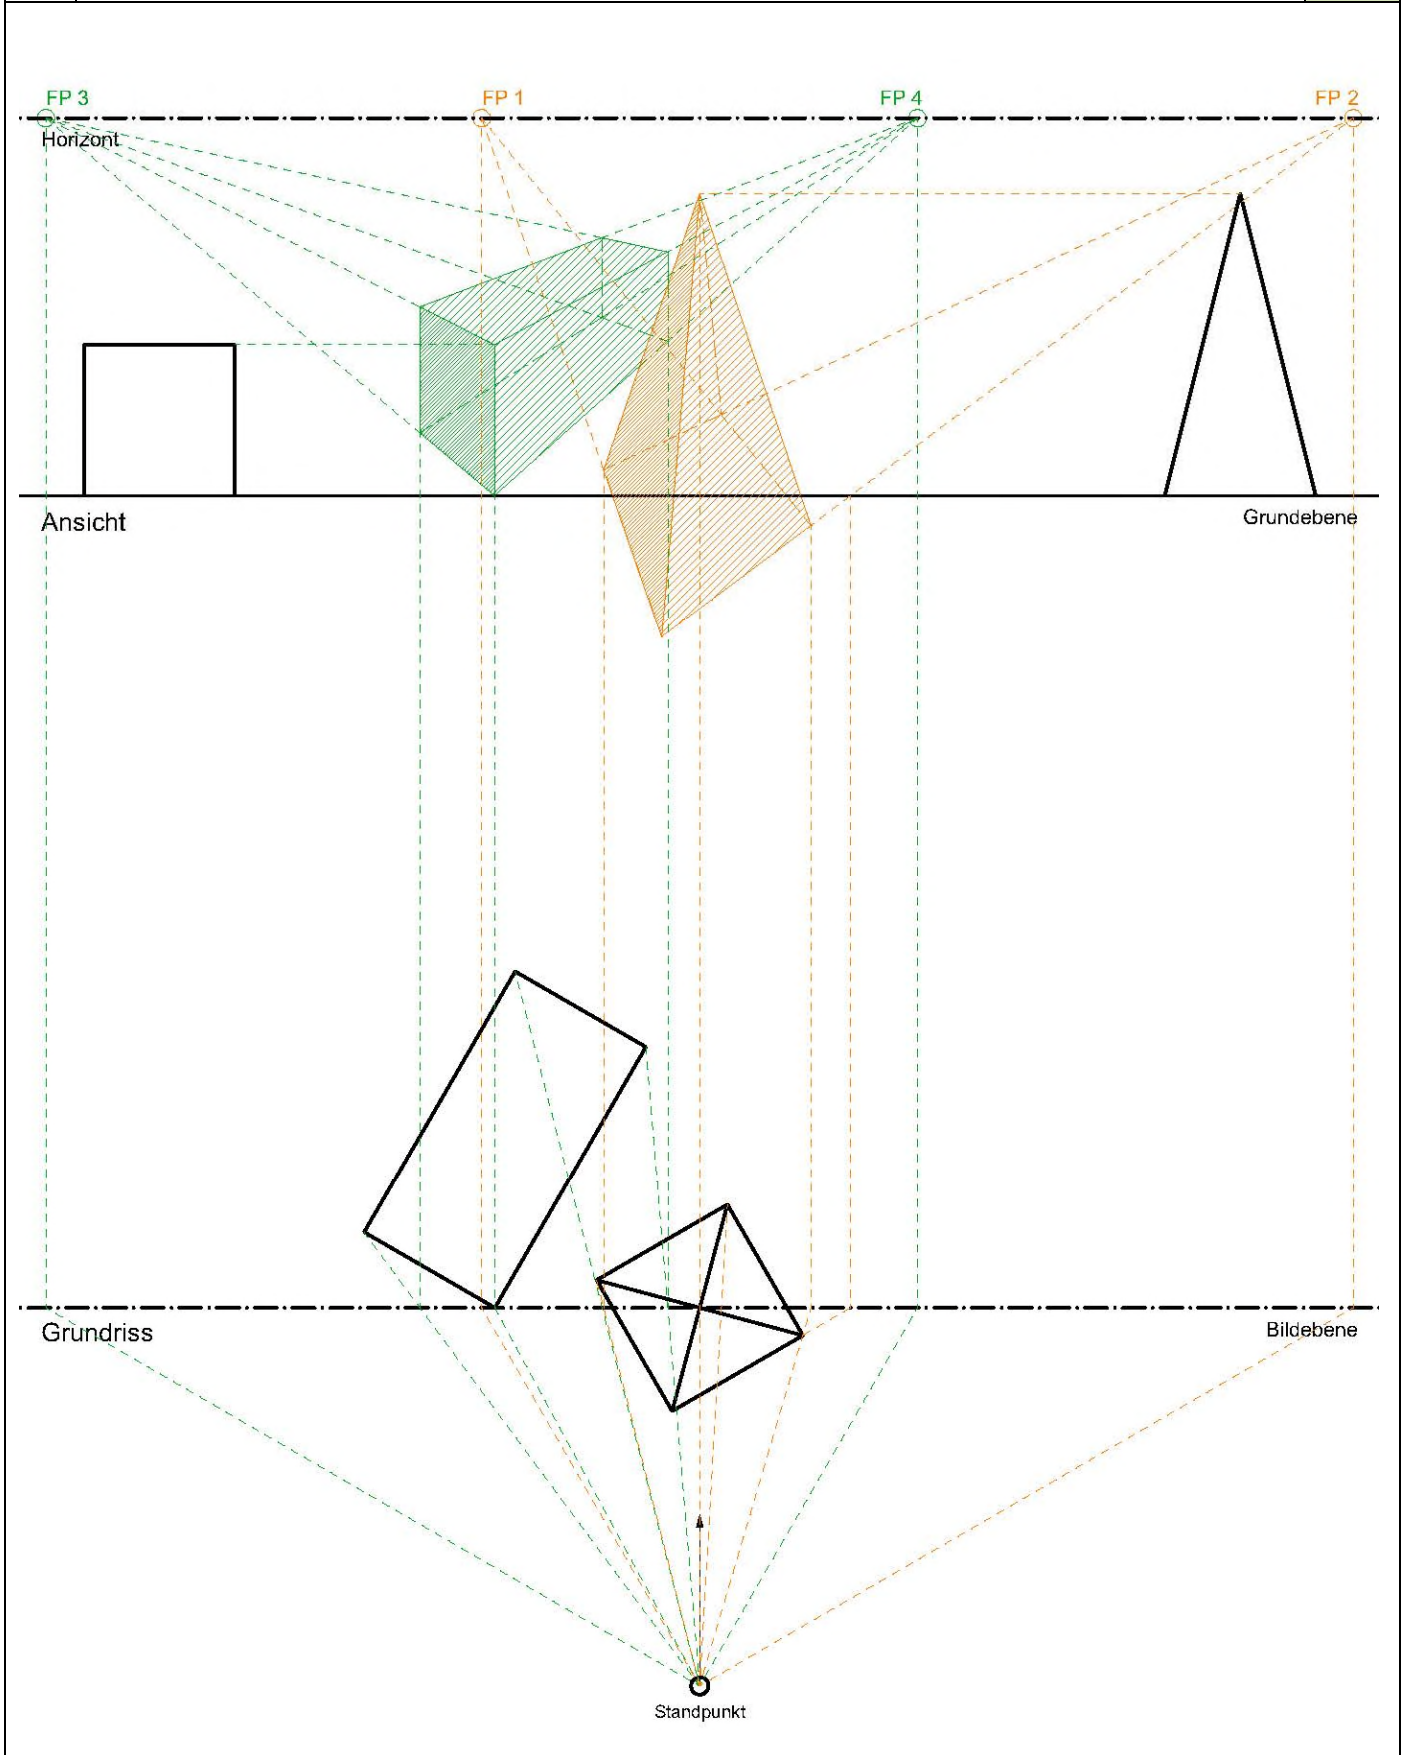 FP 3
FP 1
FP 4
FP 2
Horizont
Ansicht
Grundebene
Grundriss
Bildebene
Standpunkt